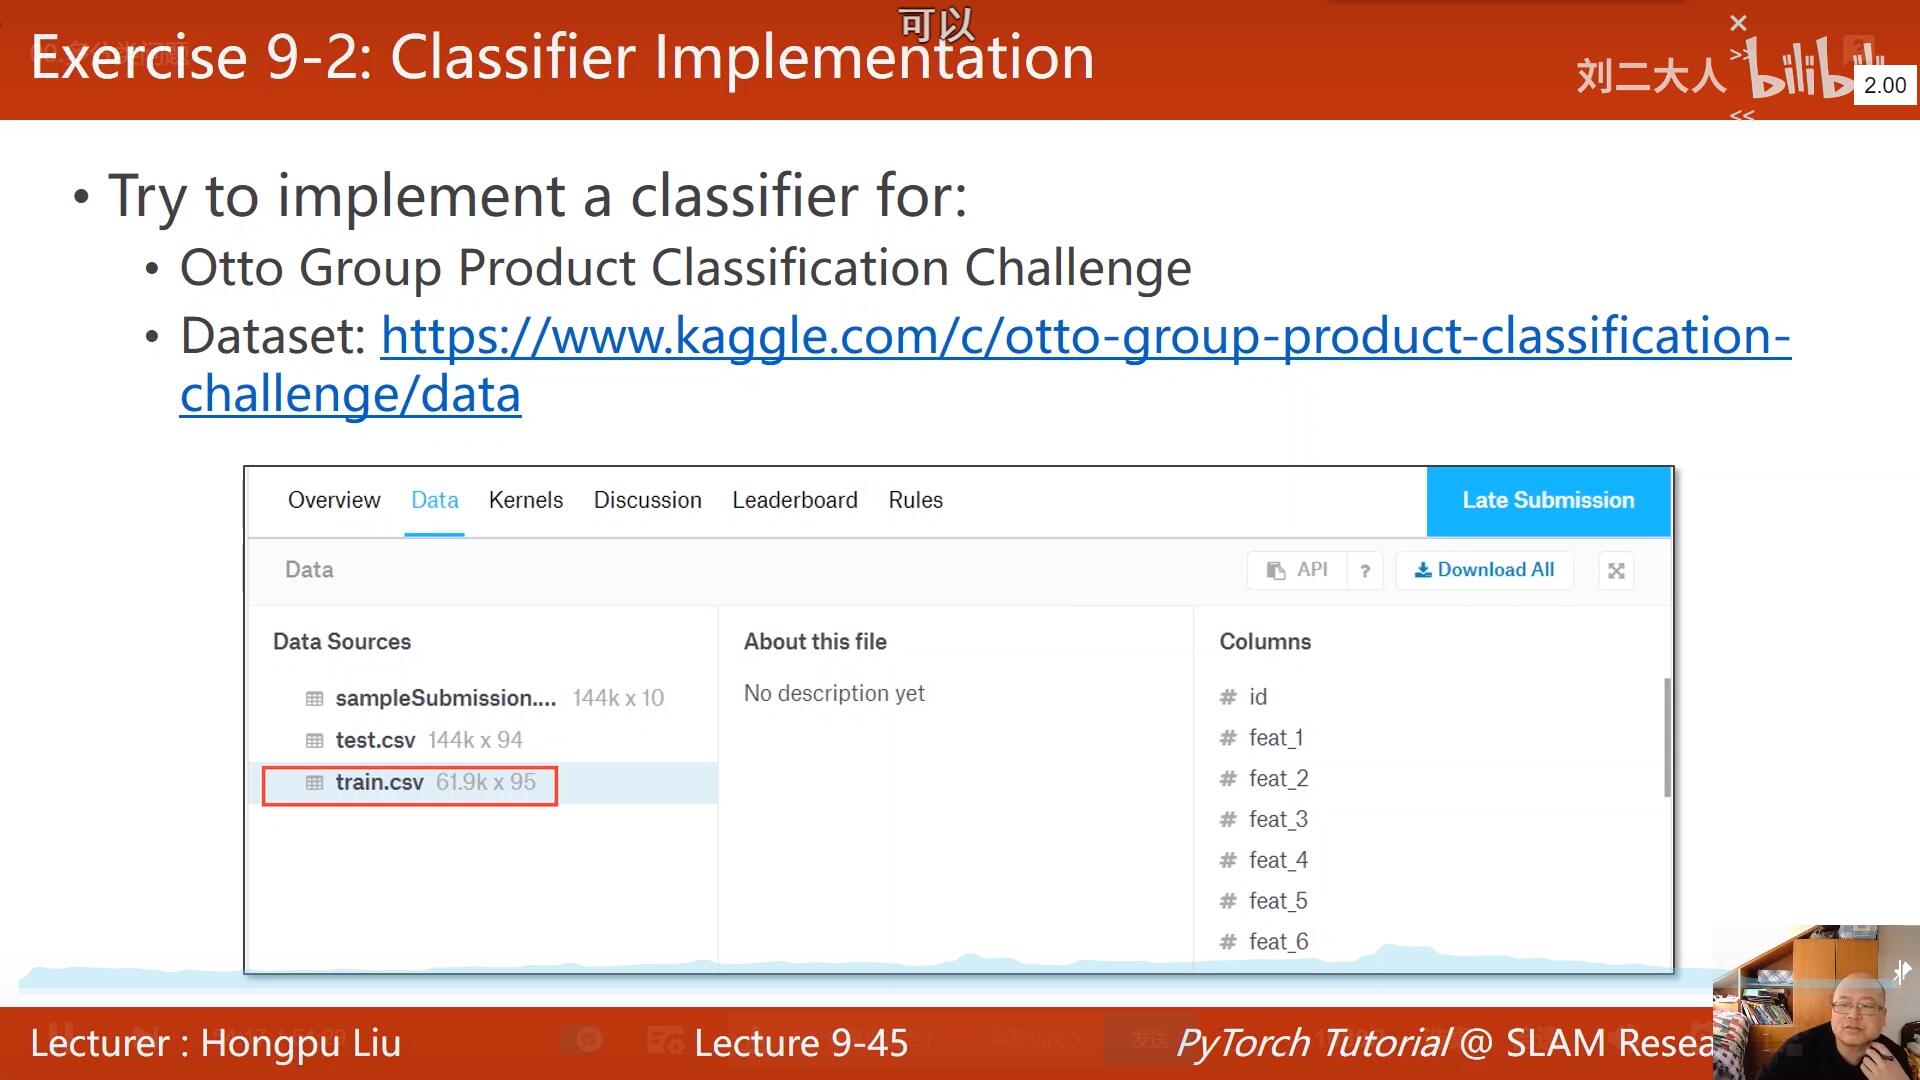 可以
Exercise 9-2: Classifier Implementation
刘二大人
bilibili
2.00
• Try to implement a classifier for:
• Otto Group Product Classification Challenge
• Dataset: https://www.kaggle.com/c/otto-group-product-classification-
challenge/data
Overview Data Kernels Discussion Leaderboard Rules Late Submission
Data API ? Download All
Data Sources
sampleSubmission.... 144k x 10
test.csv 144k x 94
train.csv 61.9k x 95
About this file
No description yet
Columns
# id
# feat_1
# feat_2
# feat_3
# feat_4
# feat_5
# feat_6
Lecturer : Hongpu Liu Lecture 9-45 PyTorch Tutorial @ SLAM Resea
发送